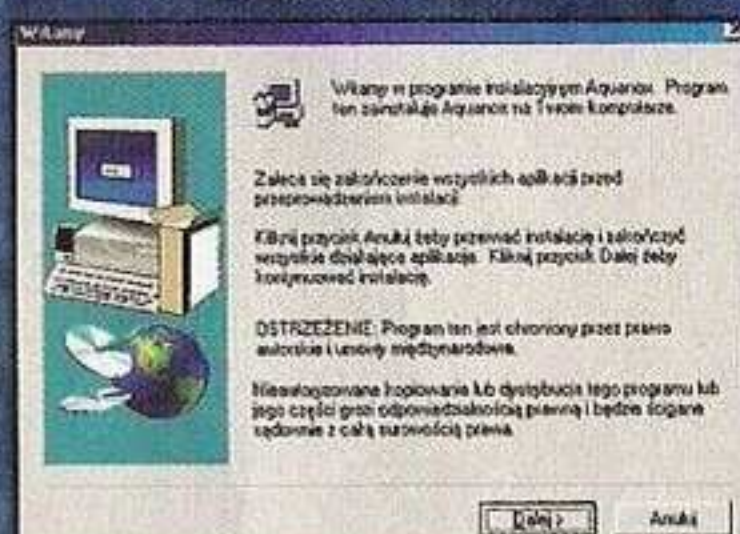 Witamy
Witamy w programie instalacyjnym Aquanox. Program
ten zainstaluje Aquanox na Twoim komputerze.
Zaleca się zakończenie wszystkich aplikacji przed
przeprowadzeniem instalacji.
Kliknij przycisk Anuluj żeby przerwać instalację i zakończyć
wszystkie działające aplikacje. Kliknij przycisk Dalej żeby
kontynuować instalację.
OSTRZEŻENIE: Program ten jest chroniony przez prawa
autorskie i umowy międzynarodowe.
Nieautoryzowane kopiowanie lub dystrybucja tego programu lub
jego części grozi odpowiedzialnością prawną i będzie ścigane
sądownie z całą surowością prawa.
Dalej >
Anuluj